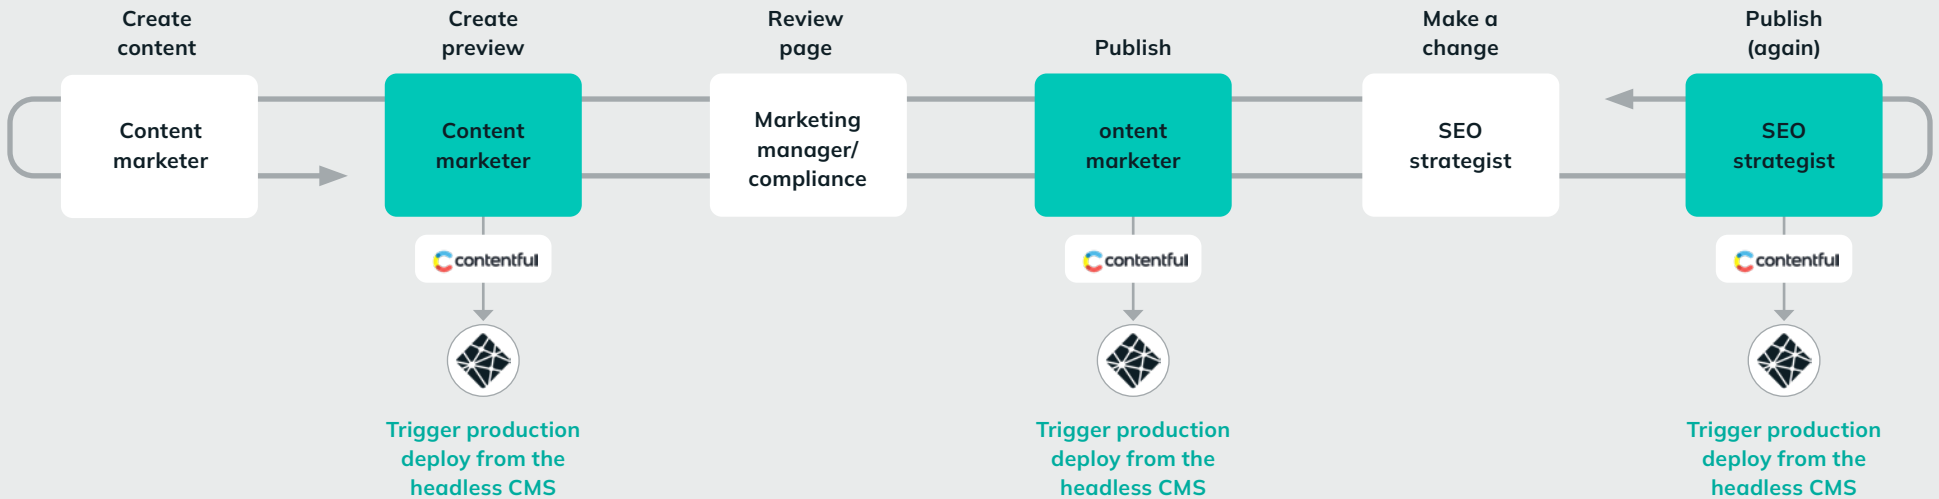 Create
content
Create
preview
Review
page
Publish
Make a
change
Publish
(again)
Content
marketer
Content
marketer
Marketing
manager/
compliance
ontent
marketer
SEO
strategist
SEO
strategist
contentful
contentful
contentful
Trigger production
deploy from the
headless CMS
Trigger production
deploy from the
headless CMS
Trigger production
deploy from the
headless CMS